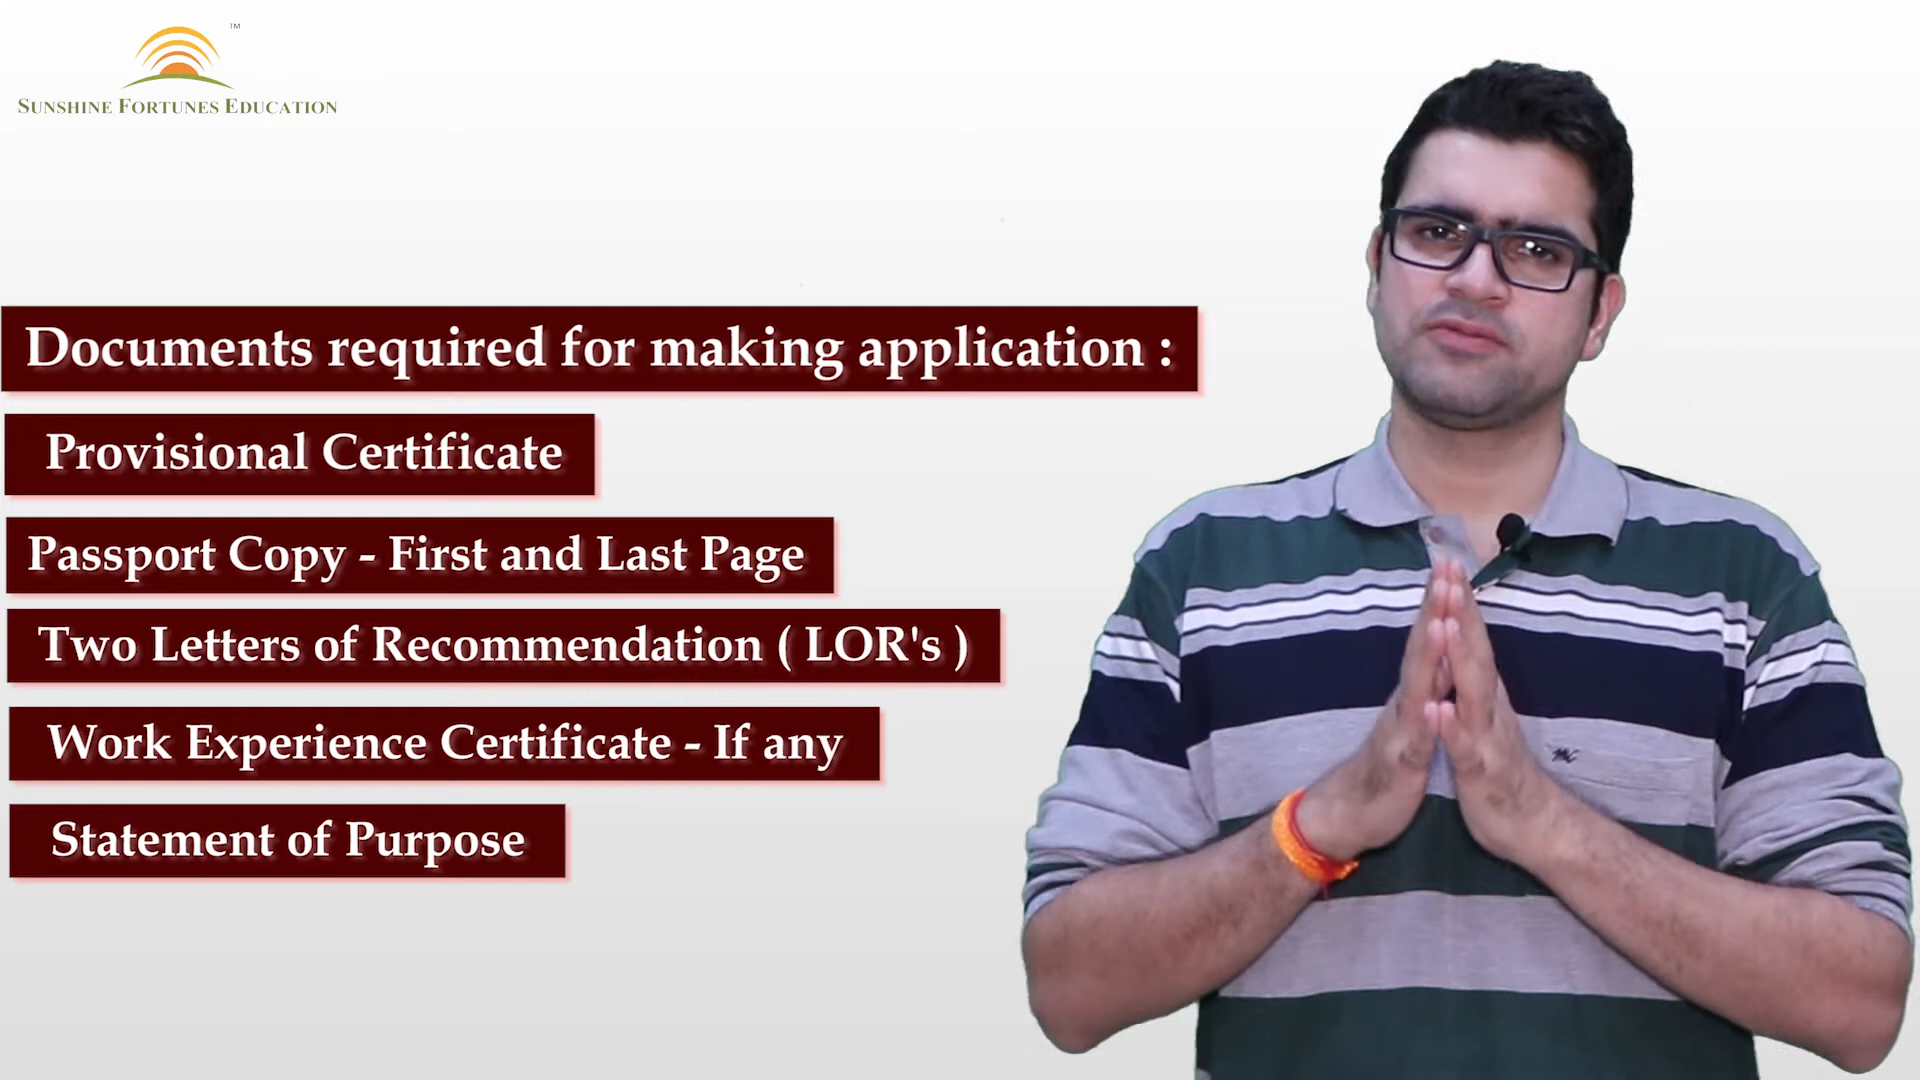 TM
SUNSHINE FORTUNES EDUCATION
Documents required for making application :
Provisional Certificate
Passport Copy - First and Last Page
Two Letters of Recommendation ( LOR's )
Work Experience Certificate - If any
Statement of Purpose